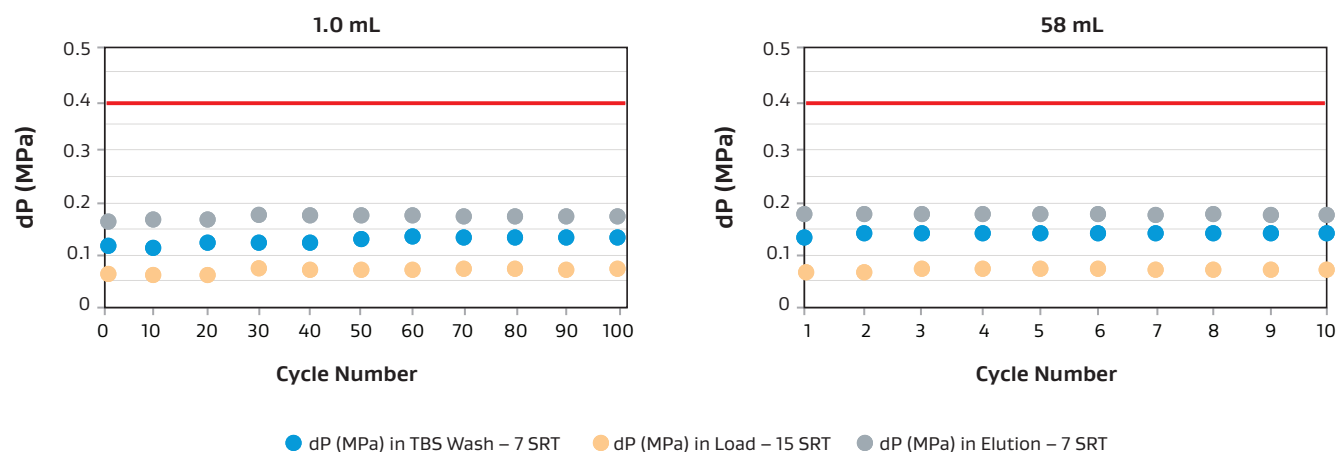 1.0 mL
0.5
0.4
0.3
0.2
0.1
0
dP (MPa)
0 10 20 30 40 50 60 70 80 90 100
Cycle Number
58 mL
0.5
0.4
0.3
0.2
0.1
0
dP (MPa)
1 2 3 4 5 6 7 8 9 10
Cycle Number
dP (MPa) in TBS Wash – 7 SRT dP (MPa) in Load – 15 SRT dP (MPa) in Elution – 7 SRT